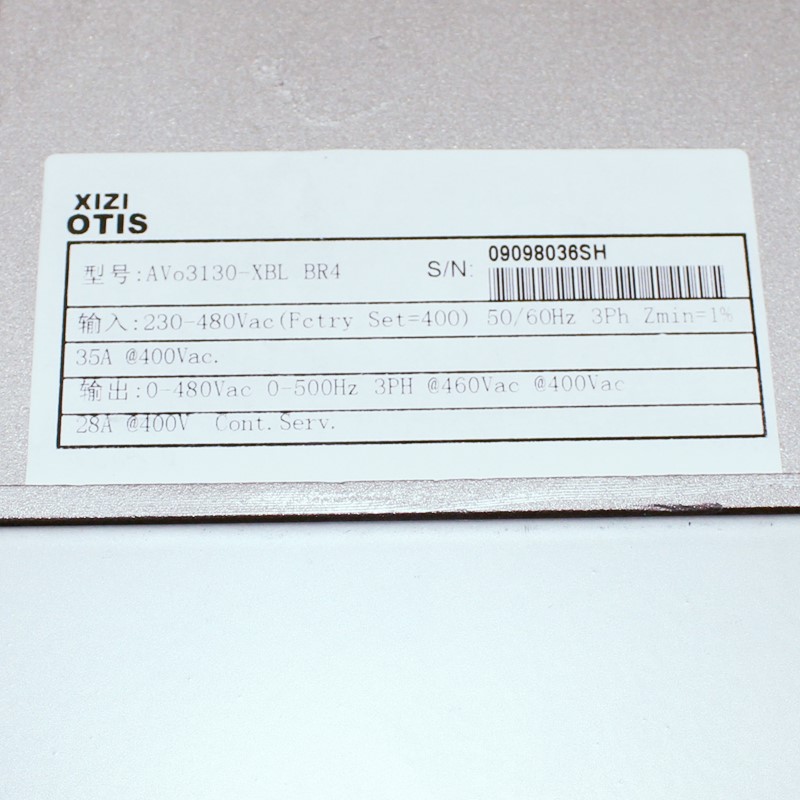 XIZI
OTIS
型号:AVo3130-XBL BR4 S/N: 09098036SH
输入:230-480Vac(Fctry Set=400) 50/60Hz 3Ph Zmin=1%
35A @400Vac.
输出:0-480Vac 0-500Hz 3PH @460Vac @400Vac
28A @400V Cont.Serv.